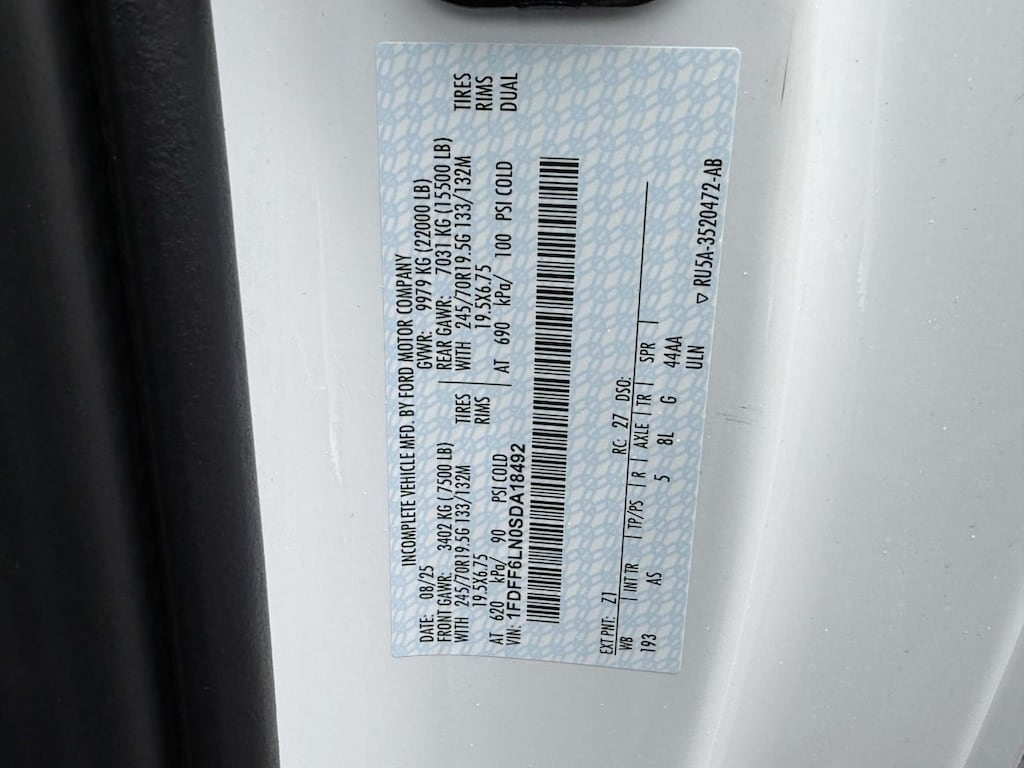 INCOMPLETE VEHICLE MFD. BY FORD MOTOR COMPANY
DATE: 08/25 GVWR: 9979 KG (22000 LB)
FRONT GAWR: 3402 KG (7500 LB) REAR GAWR: 7031 KG (15500 LB)
WITH 245/70R19.5G 133/132M TIRES WITH 245/70R19.5G 133/132M TIRES
19.5X6.75 RIMS 19.5X6.75 RIMS
AT 620 kPa/ 90 PSI COLD AT 690 kPa/ 100 PSI COLD DUAL
VIN: 1FDFF6LN0SDA18492
EXT PNT: Z1 RC: 27 DSO:
WB INT TR TP/PS R AXLE TR SPR
193 AS 5 8L G 44AA
ULN
▽ RU5A-3520472-AB